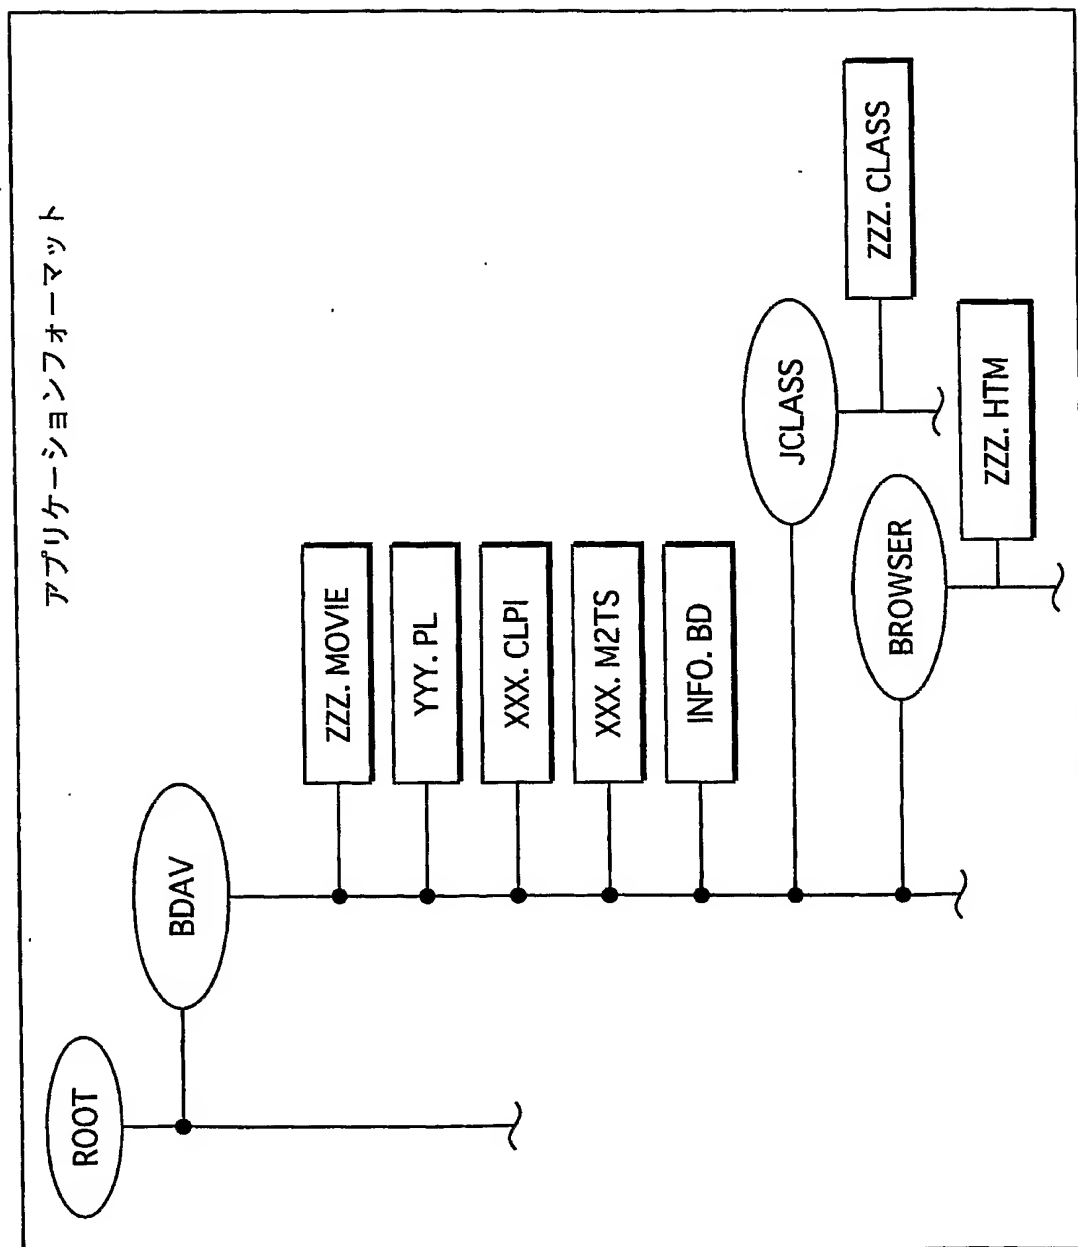 アプリケーションフォーマット
ROOT
BDAV
ZZZ. MOVIE
YYY. PL
XXX. CLPI
XXX. M2TS
INFO. BD
JCLASS
ZZZ. CLASS
BROWSER
ZZZ. HTM